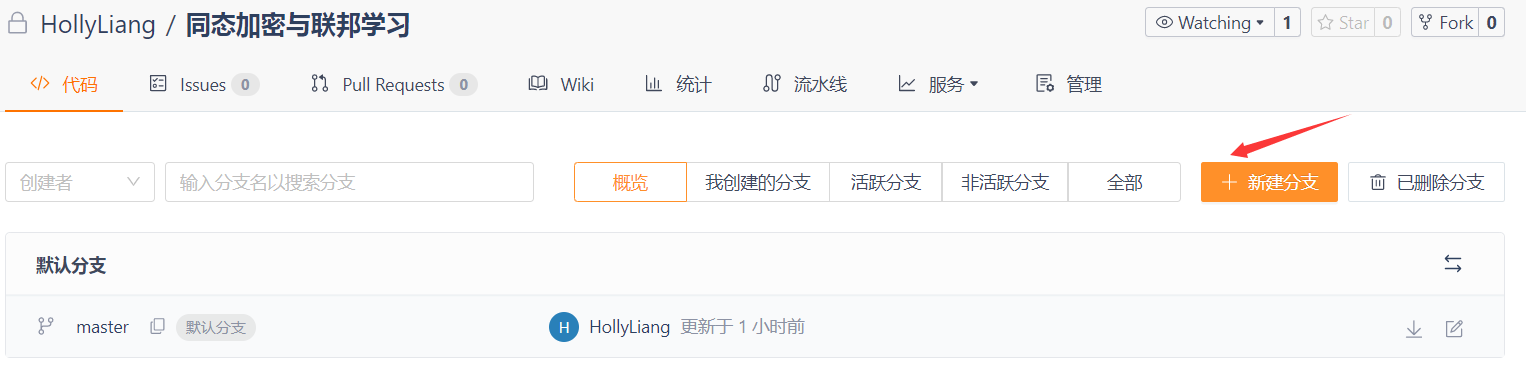 HollyLiang / 同态加密与联邦学习 Watching 1 Star 0 Fork 0
代码 Issues 0 Pull Requests 0 Wiki 统计 流水线 服务 管理
创建者 输入分支名以搜索分支 概览 我创建的分支 活跃分支 非活跃分支 全部 + 新建分支 已删除分支
默认分支
master 默认分支 H HollyLiang 更新于 1 小时前